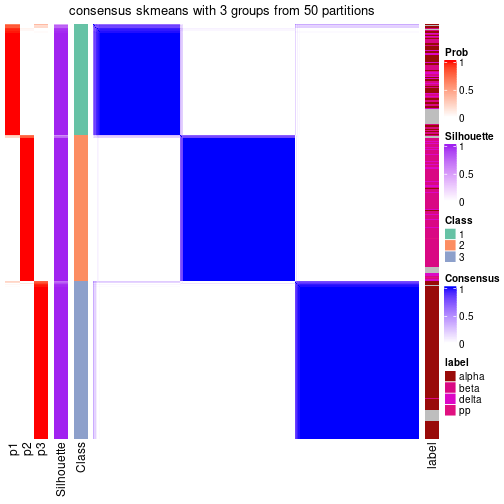 consensus skmeans with 3 groups from 50 partitions
Prob
1
0.5
0
Silhouette
1
0.5
0
Class
1
2
3
Consensus
1
0.5
0
label
alpha
beta
delta
pp
p1
p2
p3
Silhouette
Class
label